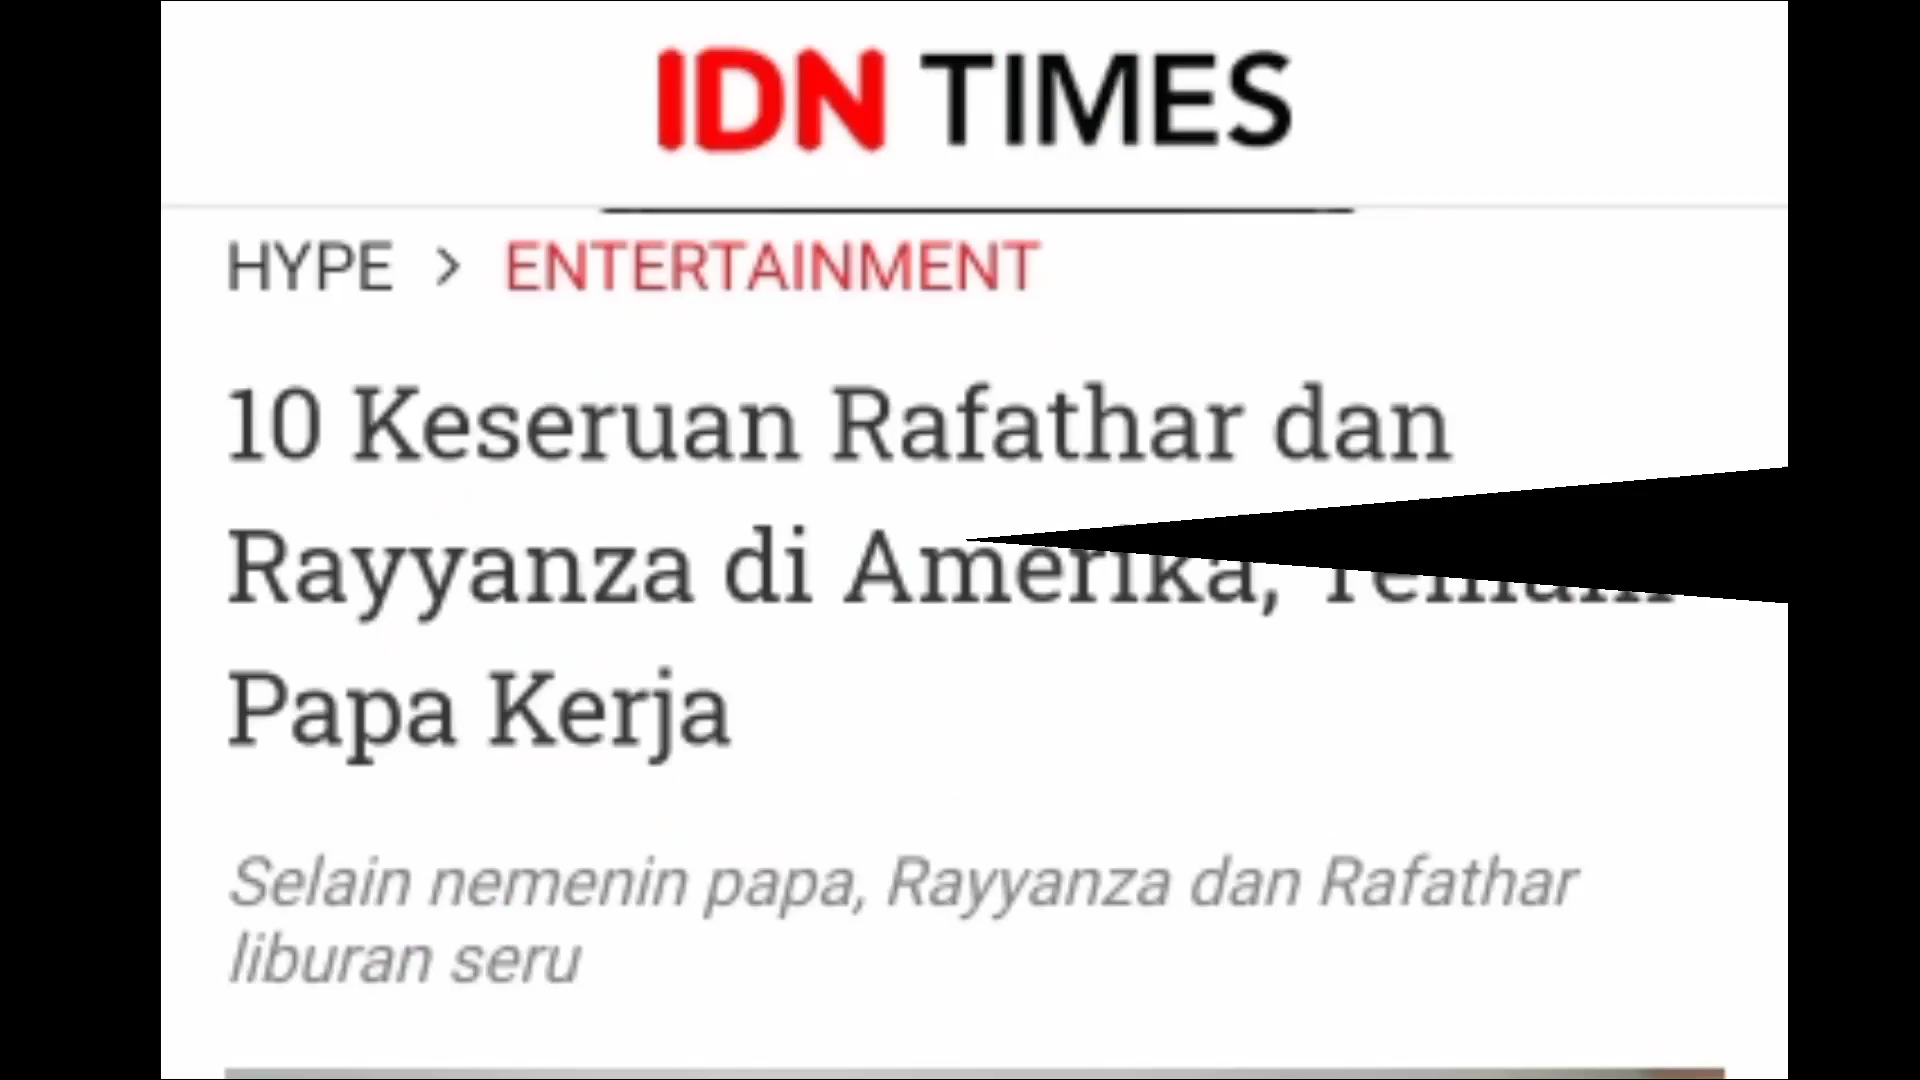 IDN TIMES
HYPE > ENTERTAINMENT
10 Keseruan Rafathar dan
Rayyanza di Amerika,
Papa Kerja
Selain nemenin papa, Rayyanza dan Rafathar
liburan seru